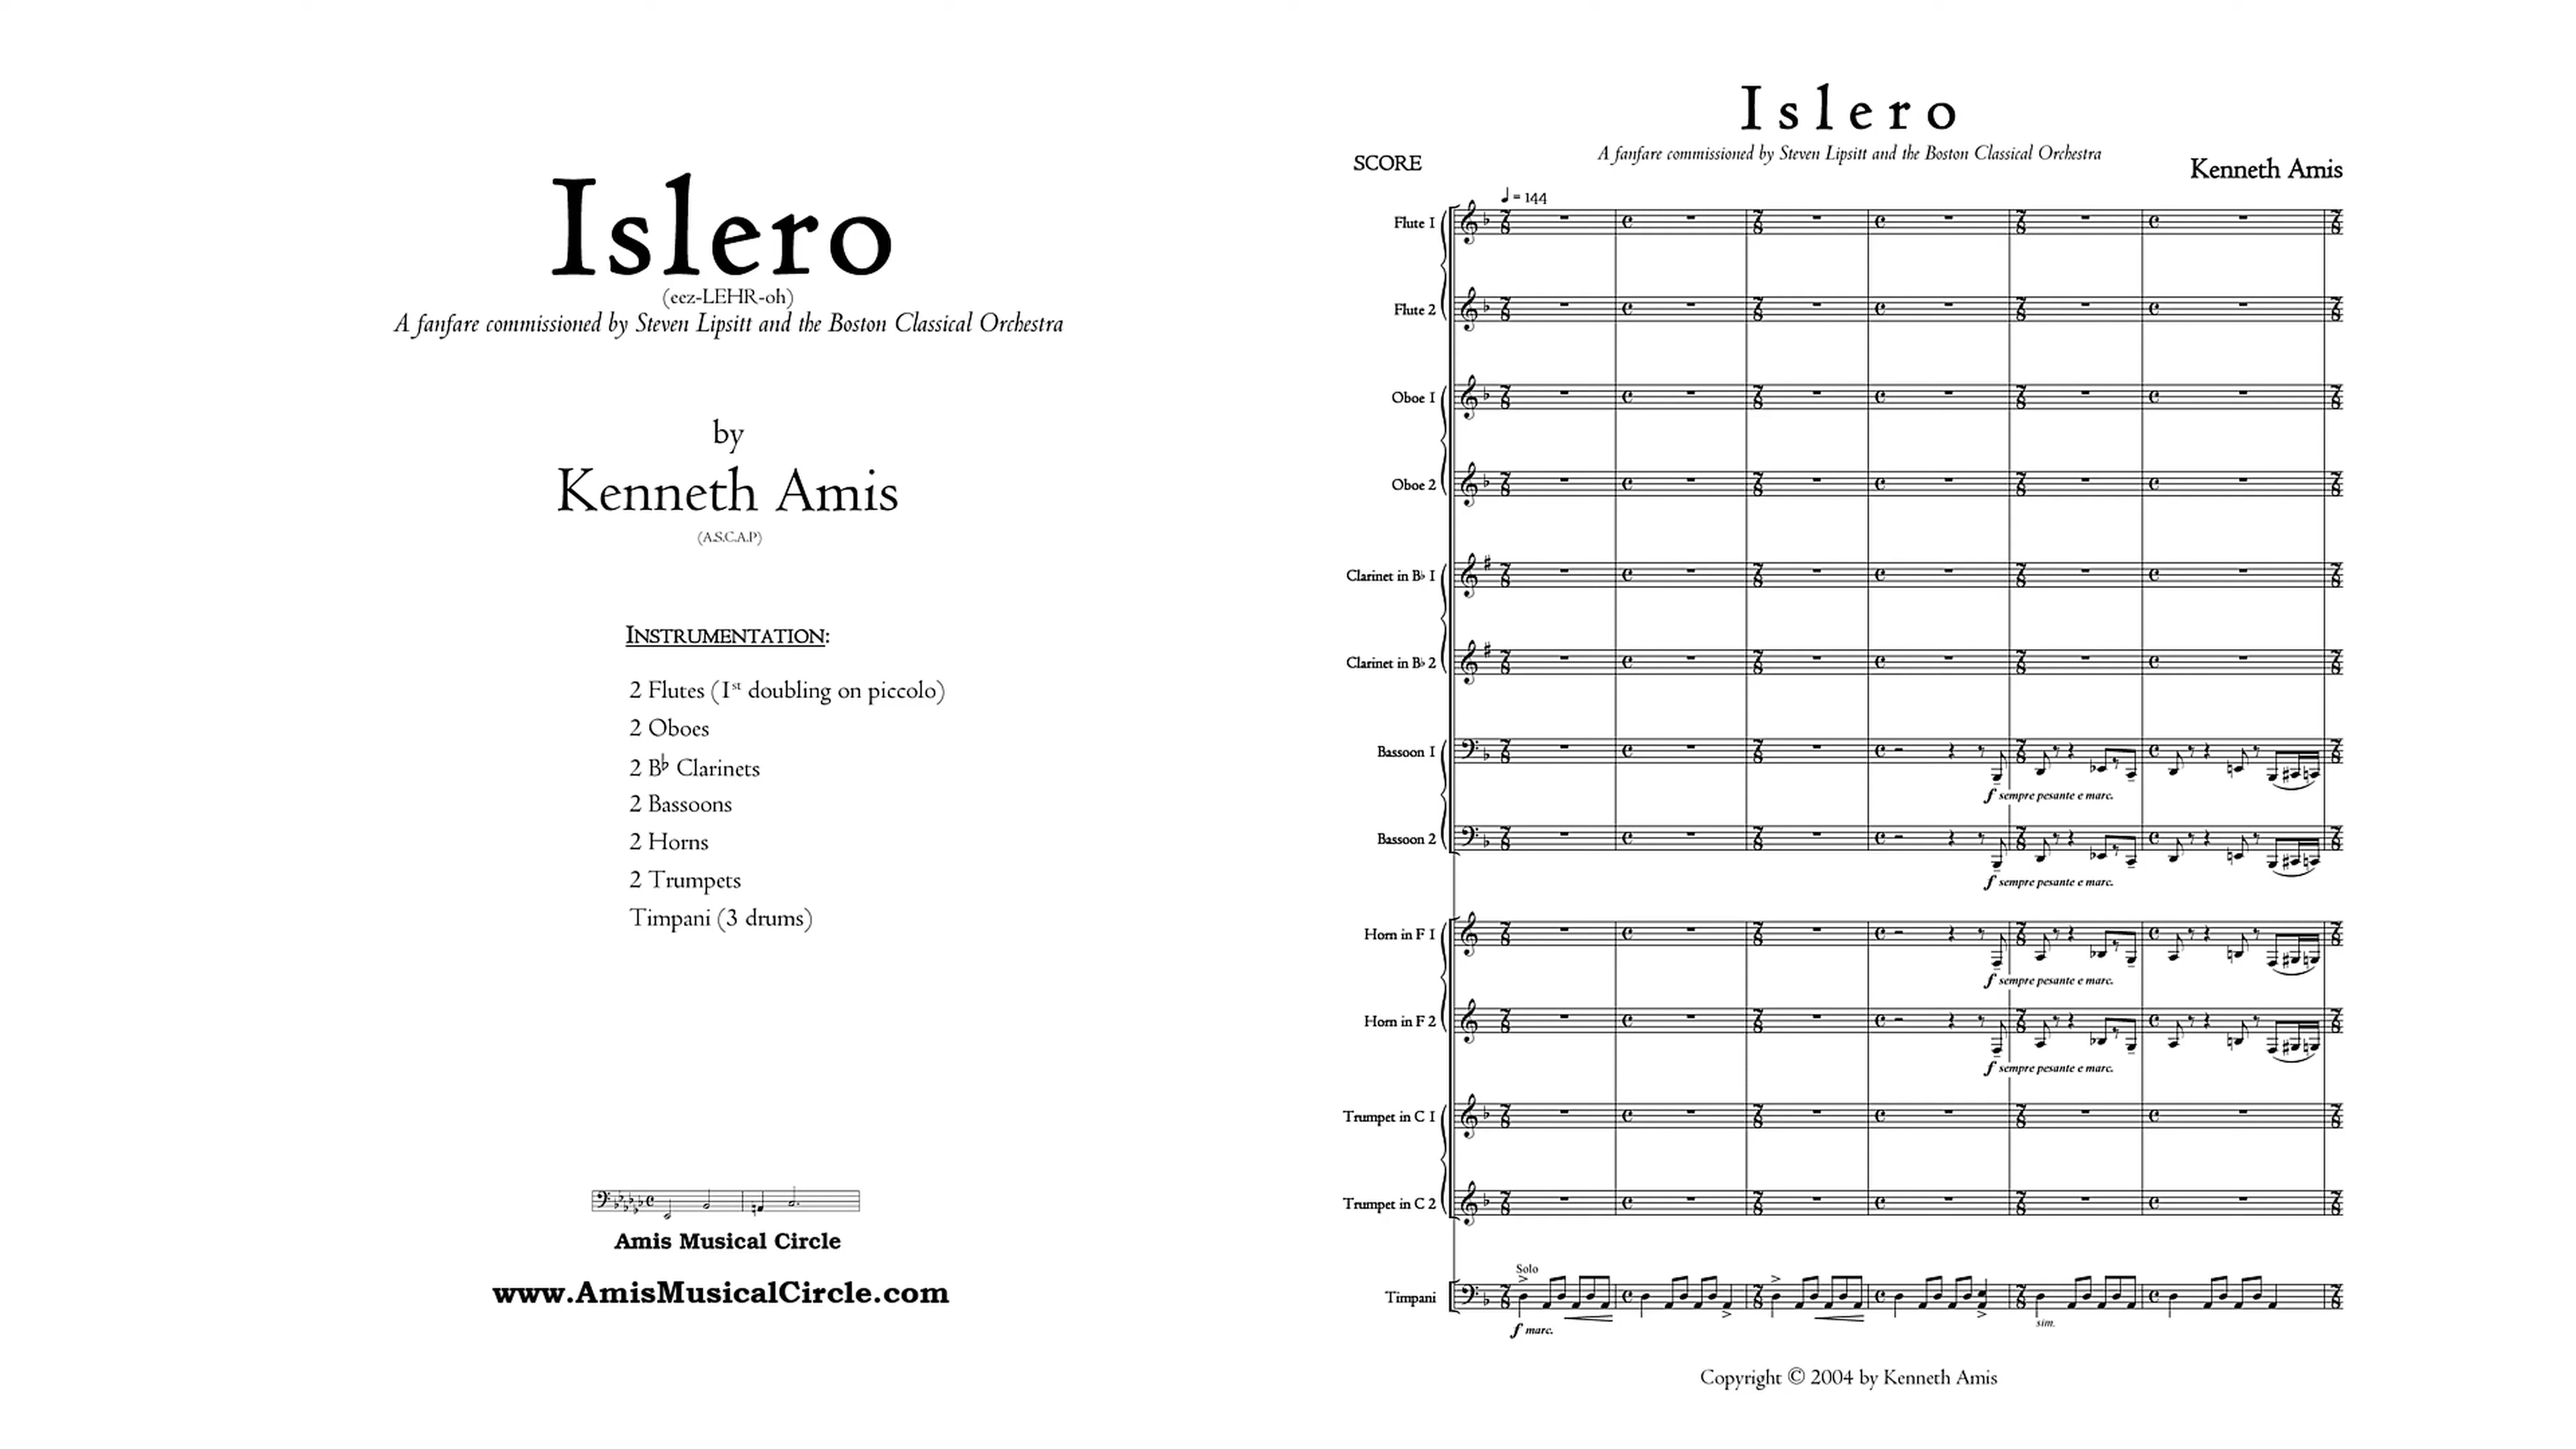 Islero
(eez-LEHR-oh)
A fanfare commissioned by Steven Lipsitt and the Boston Classical Orchestra
by
Kenneth Amis
(A.S.C.A.P)
INSTRUMENTATION:
2 Flutes (1st doubling on piccolo)
2 Oboes
2 B♭ Clarinets
2 Bassoons
2 Horns
2 Trumpets
Timpani (3 drums)
Amis Musical Circle
www.AmisMusicalCircle.com
Islero
A fanfare commissioned by Steven Lipsitt and the Boston Classical Orchestra
SCORE
Kenneth Amis
♩ = 144
Flute 1
Flute 2
Oboe 1
Oboe 2
Clarinet in B♭ 1
Clarinet in B♭ 2
Bassoon 1
f sempre pesante e marc.
Bassoon 2
f sempre pesante e marc.
Horn in F 1
f sempre pesante e marc.
Horn in F 2
f sempre pesante e marc.
Trumpet in C 1
Trumpet in C 2
Solo
Timpani
f marc.
sim.
Copyright © 2004 by Kenneth Amis